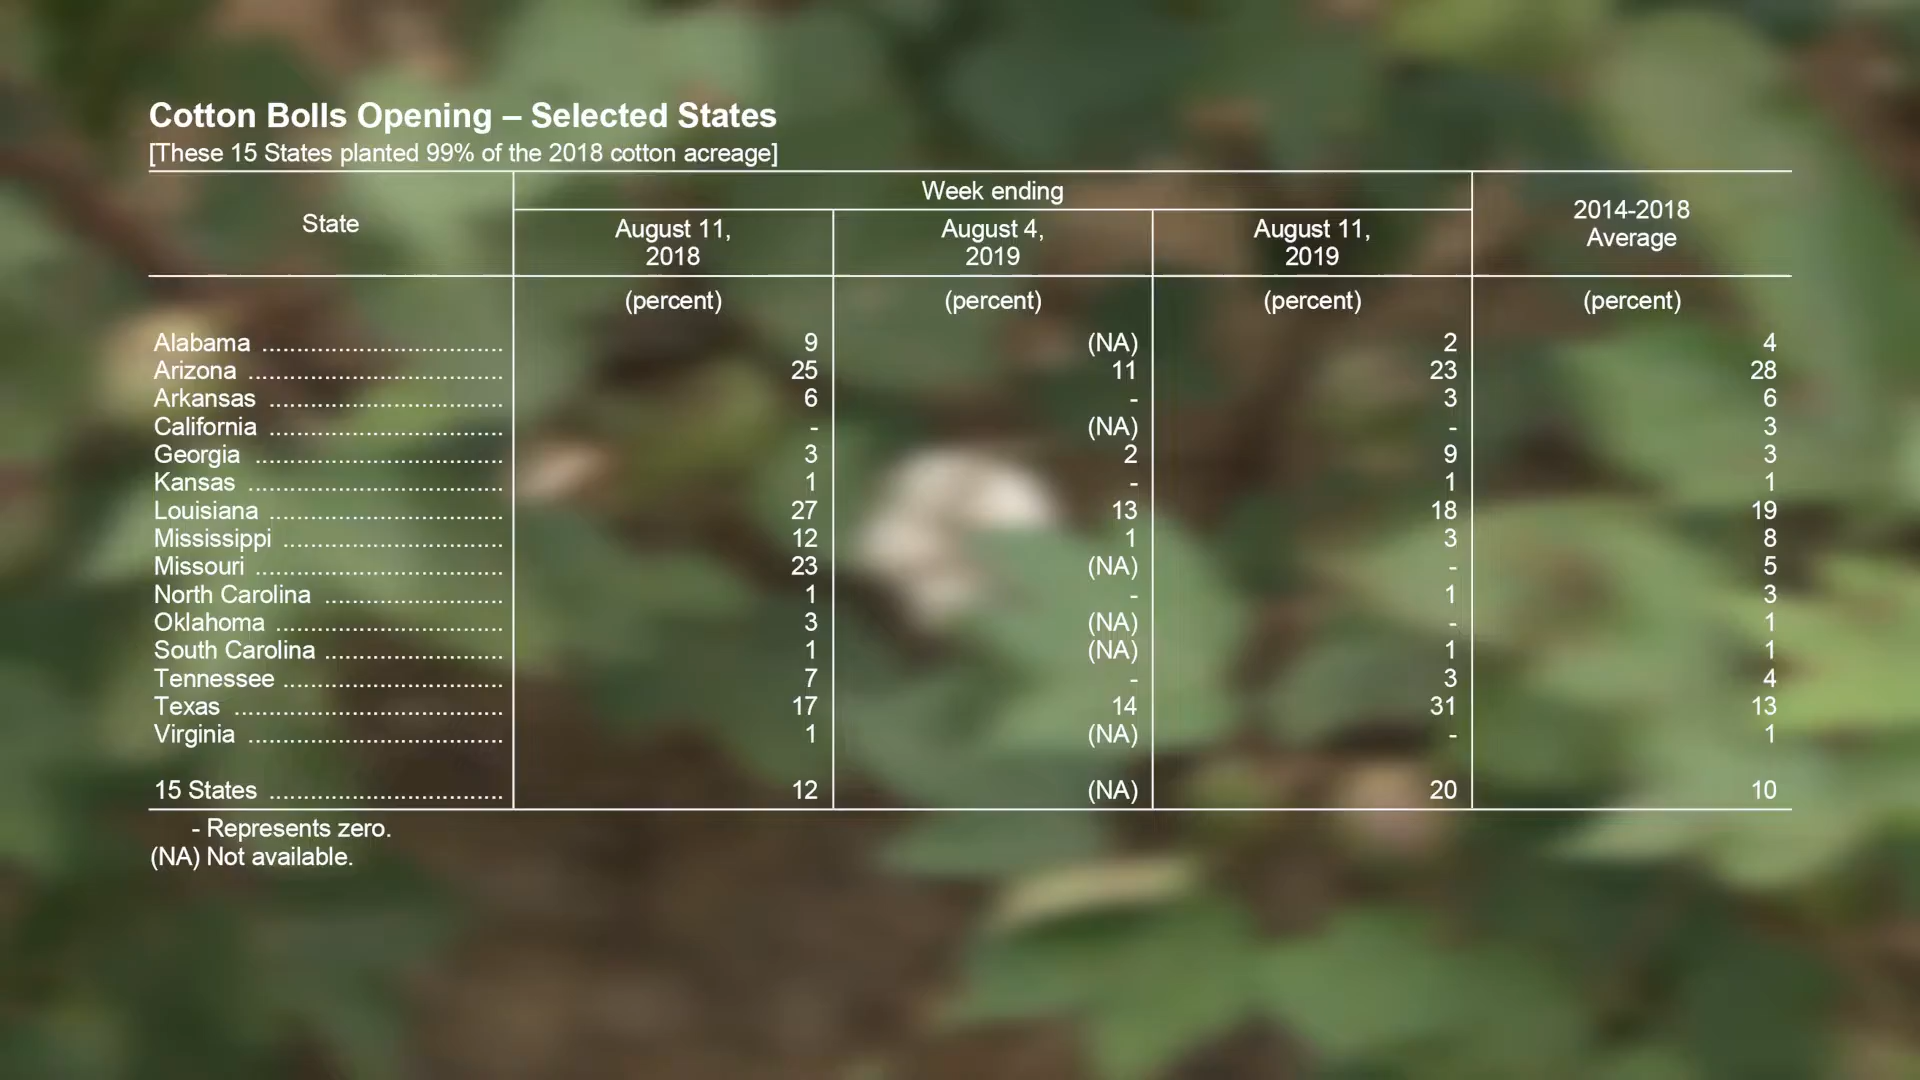 Cotton Bolls Opening – Selected States
[These 15 States planted 99% of the 2018 cotton acreage]
State Week ending 2014-2018 Average
August 11, 2018 August 4, 2019 August 11, 2019
(percent) (percent) (percent) (percent)
Alabama .................................. 9 (NA) 2 4
Arizona .................................... 25 11 23 28
Arkansas ................................. 6 - 3 6
California ................................. - (NA) - 3
Georgia ................................... 3 2 9 3
Kansas .................................... 1 - 1 1
Louisiana ................................. 27 13 18 19
Mississippi ............................... 12 1 3 8
Missouri ................................... 23 (NA) - 5
North Carolina ......................... 1 - 1 3
Oklahoma ................................ 3 (NA) - 1
South Carolina ......................... 1 (NA) 1 1
Tennessee ............................... 7 - 3 4
Texas ...................................... 17 14 31 13
Virginia .................................... 1 (NA) - 1
15 States ................................. 12 (NA) 20 10
- Represents zero.
(NA) Not available.